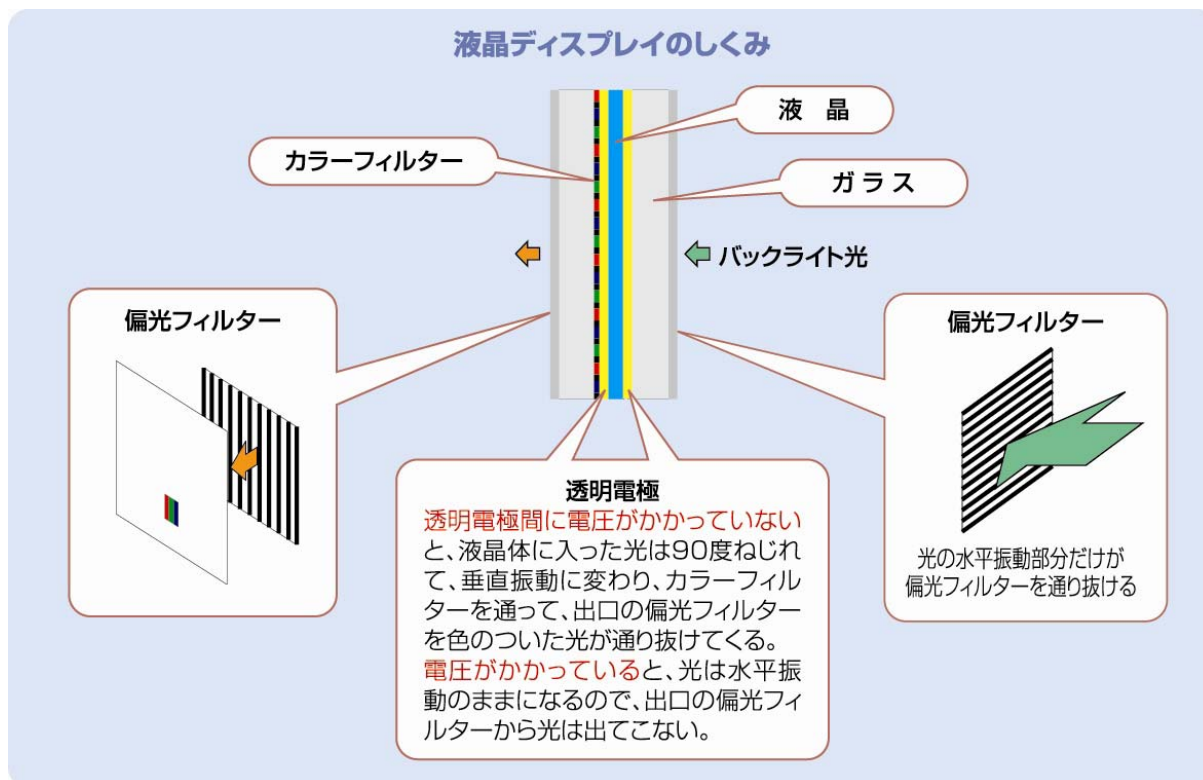 液晶ディスプレイのしくみ
液 晶
カラーフィルター
ガ ラ ス
バックライト光
偏光フィルター
偏光フィルター
光の水平振動部分だけが
偏光フィルターを通り抜ける
透明電極
透明電極間に電圧がかかっていない
と、液晶体に入った光は90度ねじれ
て、垂直振動に変わり、カラーフィル
ターを通って、出口の偏光フィルター
を色のついた光が通り抜けてくる。
電圧がかかっていると、光は水平振
動のままになるので、出口の偏光フィ
ルターから光は出てこない。